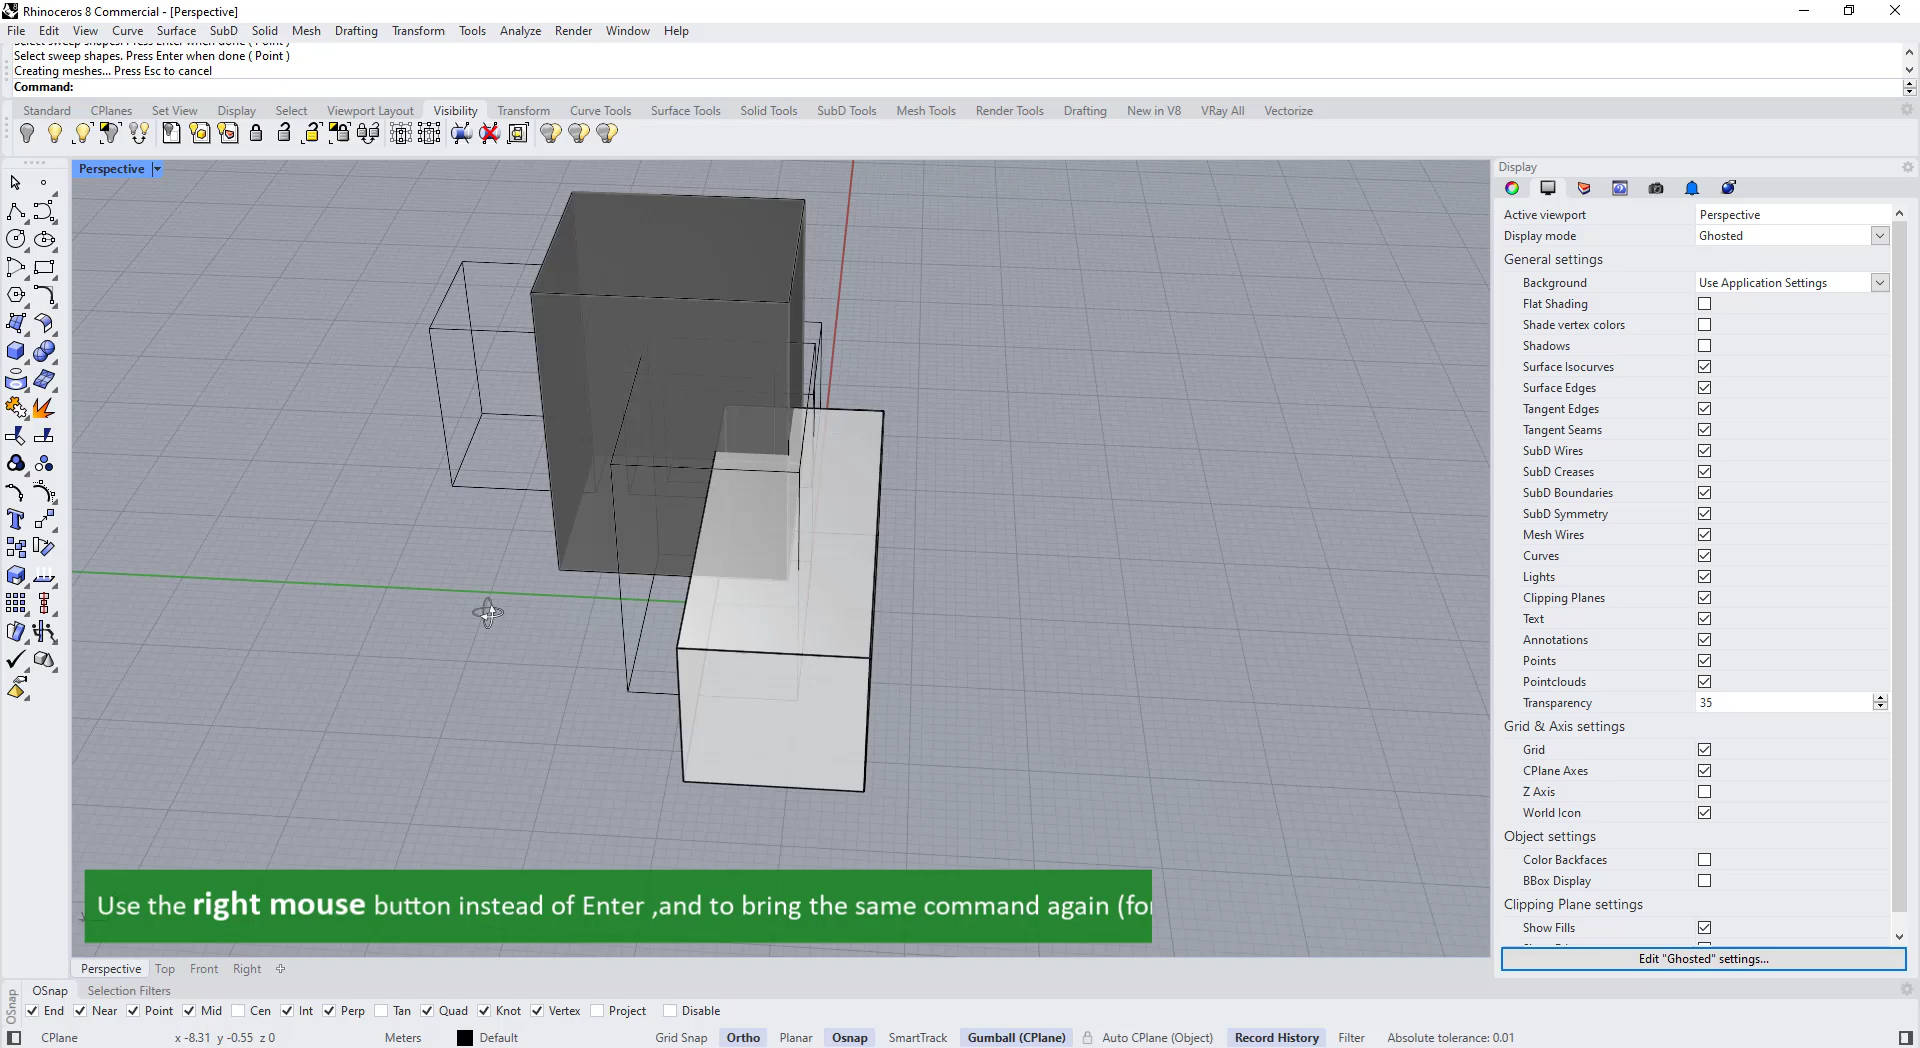 Rhinoceros 8 Commercial - [Perspective]
File Edit View Curve Surface SubD Solid Mesh Drafting Transform Tools Analyze Render Window Help
Select sweep shapes. Press Enter when done ( Point )
Select sweep shapes. Press Enter when done ( Point )
Creating meshes... Press Esc to cancel
Command:
Standard CPlanes Set View Display Select Viewport Layout Visibility Transform Curve Tools Surface Tools Solid Tools SubD Tools Mesh Tools Render Tools Drafting New in V8 VRay All Vectorize
Perspective
Display
Active viewport Perspective
Display mode Ghosted
General settings
Background Use Application Settings
Flat Shading
Shade vertex colors
Shadows
Surface Isocurves
Surface Edges
Tangent Edges
Tangent Seams
SubD Wires
SubD Creases
SubD Boundaries
SubD Symmetry
Mesh Wires
Curves
Lights
Clipping Planes
Text
Annotations
Points
Pointclouds
Transparency 35
Grid & Axis settings
Grid
CPlane Axes
Z Axis
World Icon
Object settings
Color Backfaces
BBox Display
Clipping Plane settings
Show Fills
Edit "Ghosted" settings...
Use the right mouse button instead of Enter ,and to bring the same command again (for
Perspective Top Front Right
OSnap Selection Filters
OSnap
End Near Point Mid Cen Int Perp Tan Quad Knot Vertex Project Disable
CPlane x -8.31 y -0.55 z 0 Meters Default Grid Snap Ortho Planar Osnap SmartTrack Gumball (CPlane) Auto CPlane (Object) Record History Filter Absolute tolerance: 0.01